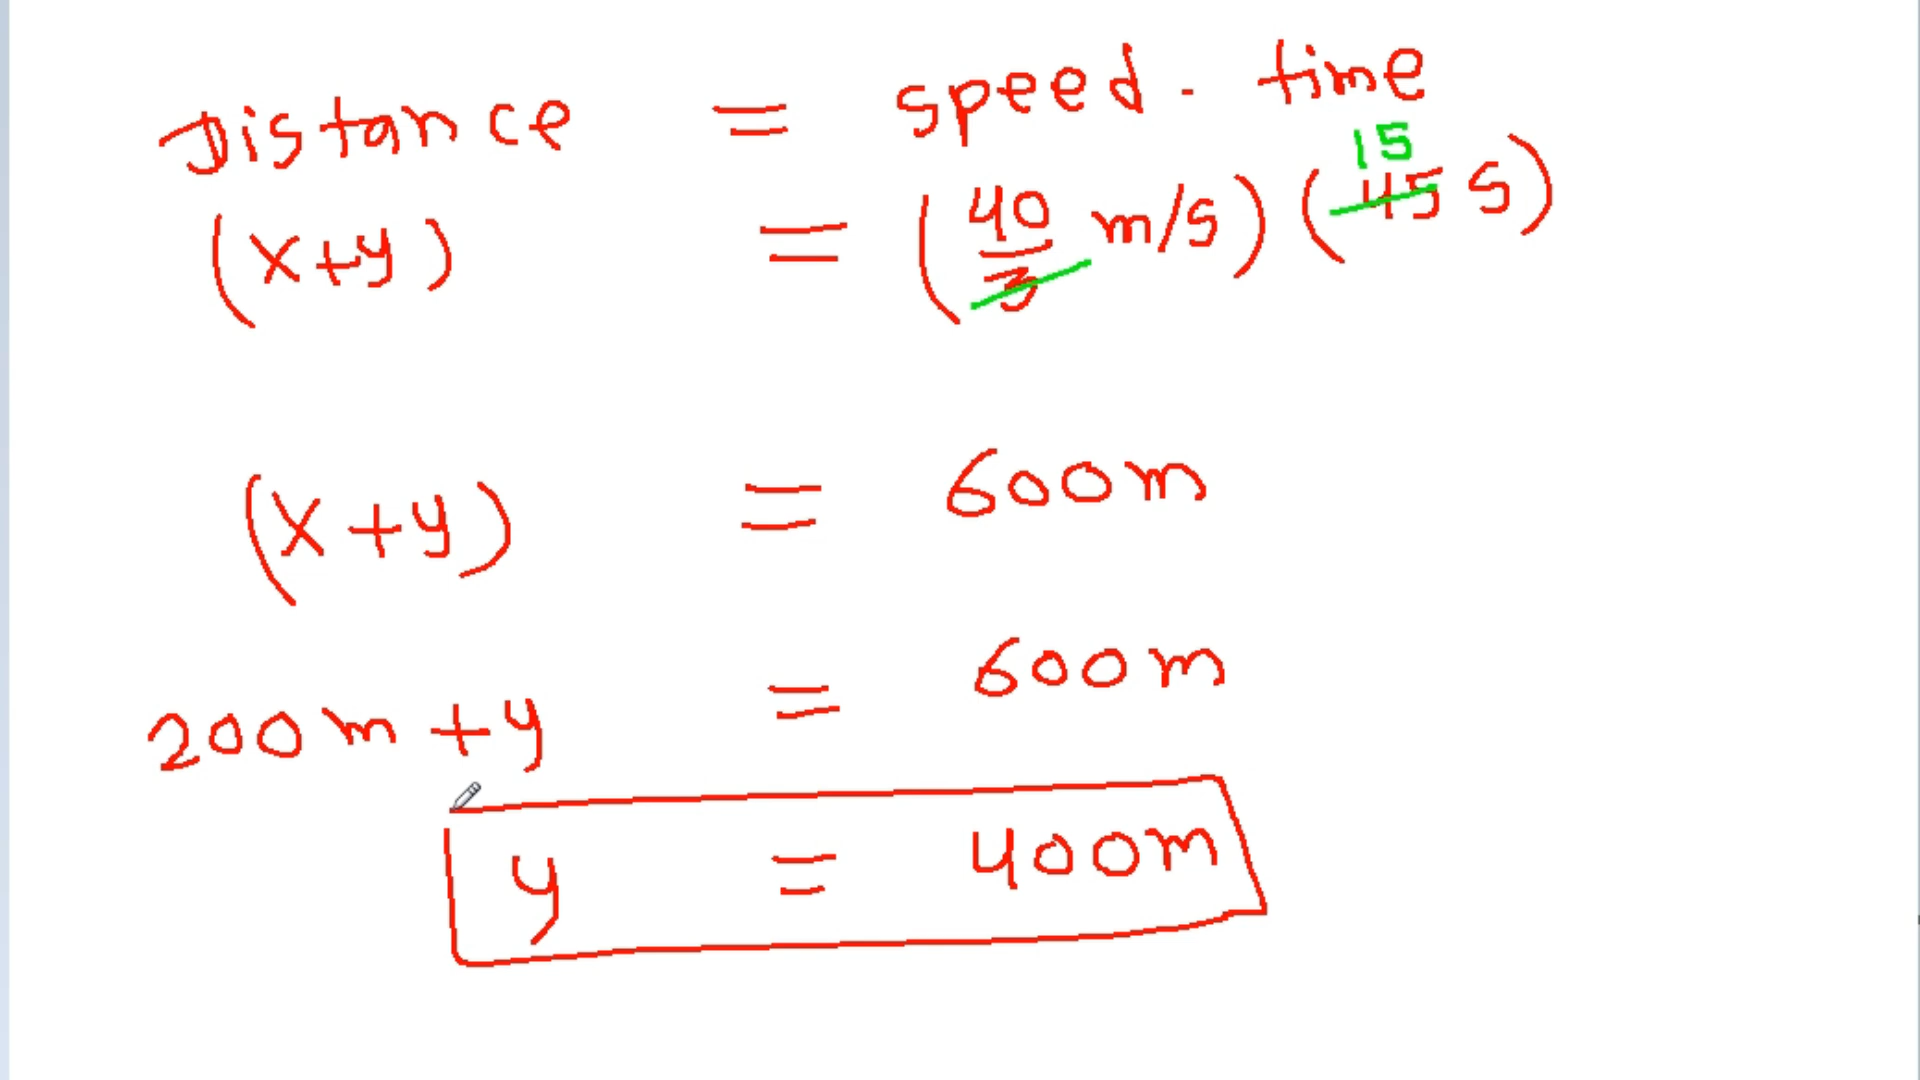 Distance = speed . time
15
(x+y) = (40/3 m/s) (45 s)
(x+y) = 600m
200m + y = 600m
y = 400m